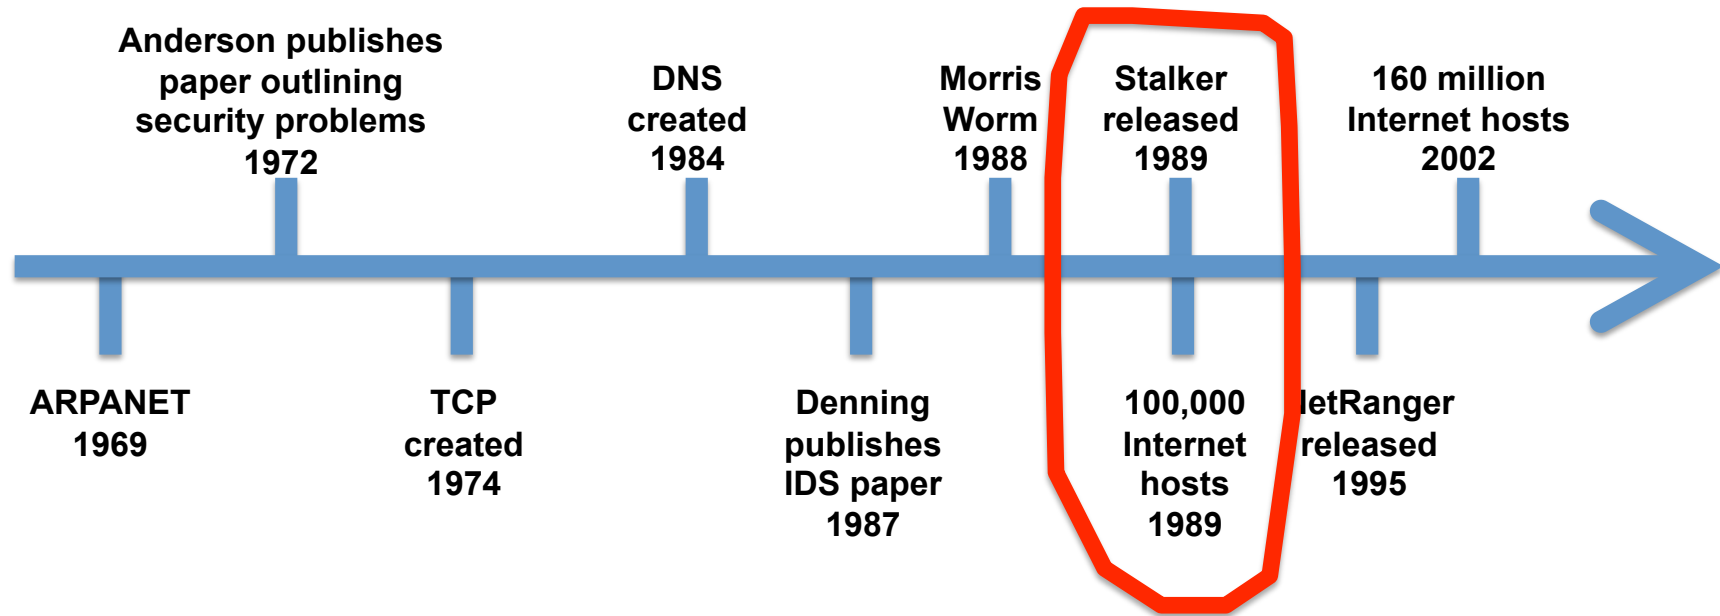 Anderson publishes
paper outlining
security problems
1972
DNS
created
1984
Morris
Worm
1988
Stalker
released
1989
160 million
Internet hosts
2002
ARPANET
1969
TCP
created
1974
Denning
publishes
IDS paper
1987
100,000
Internet
hosts
1989
NetRanger
released
1995